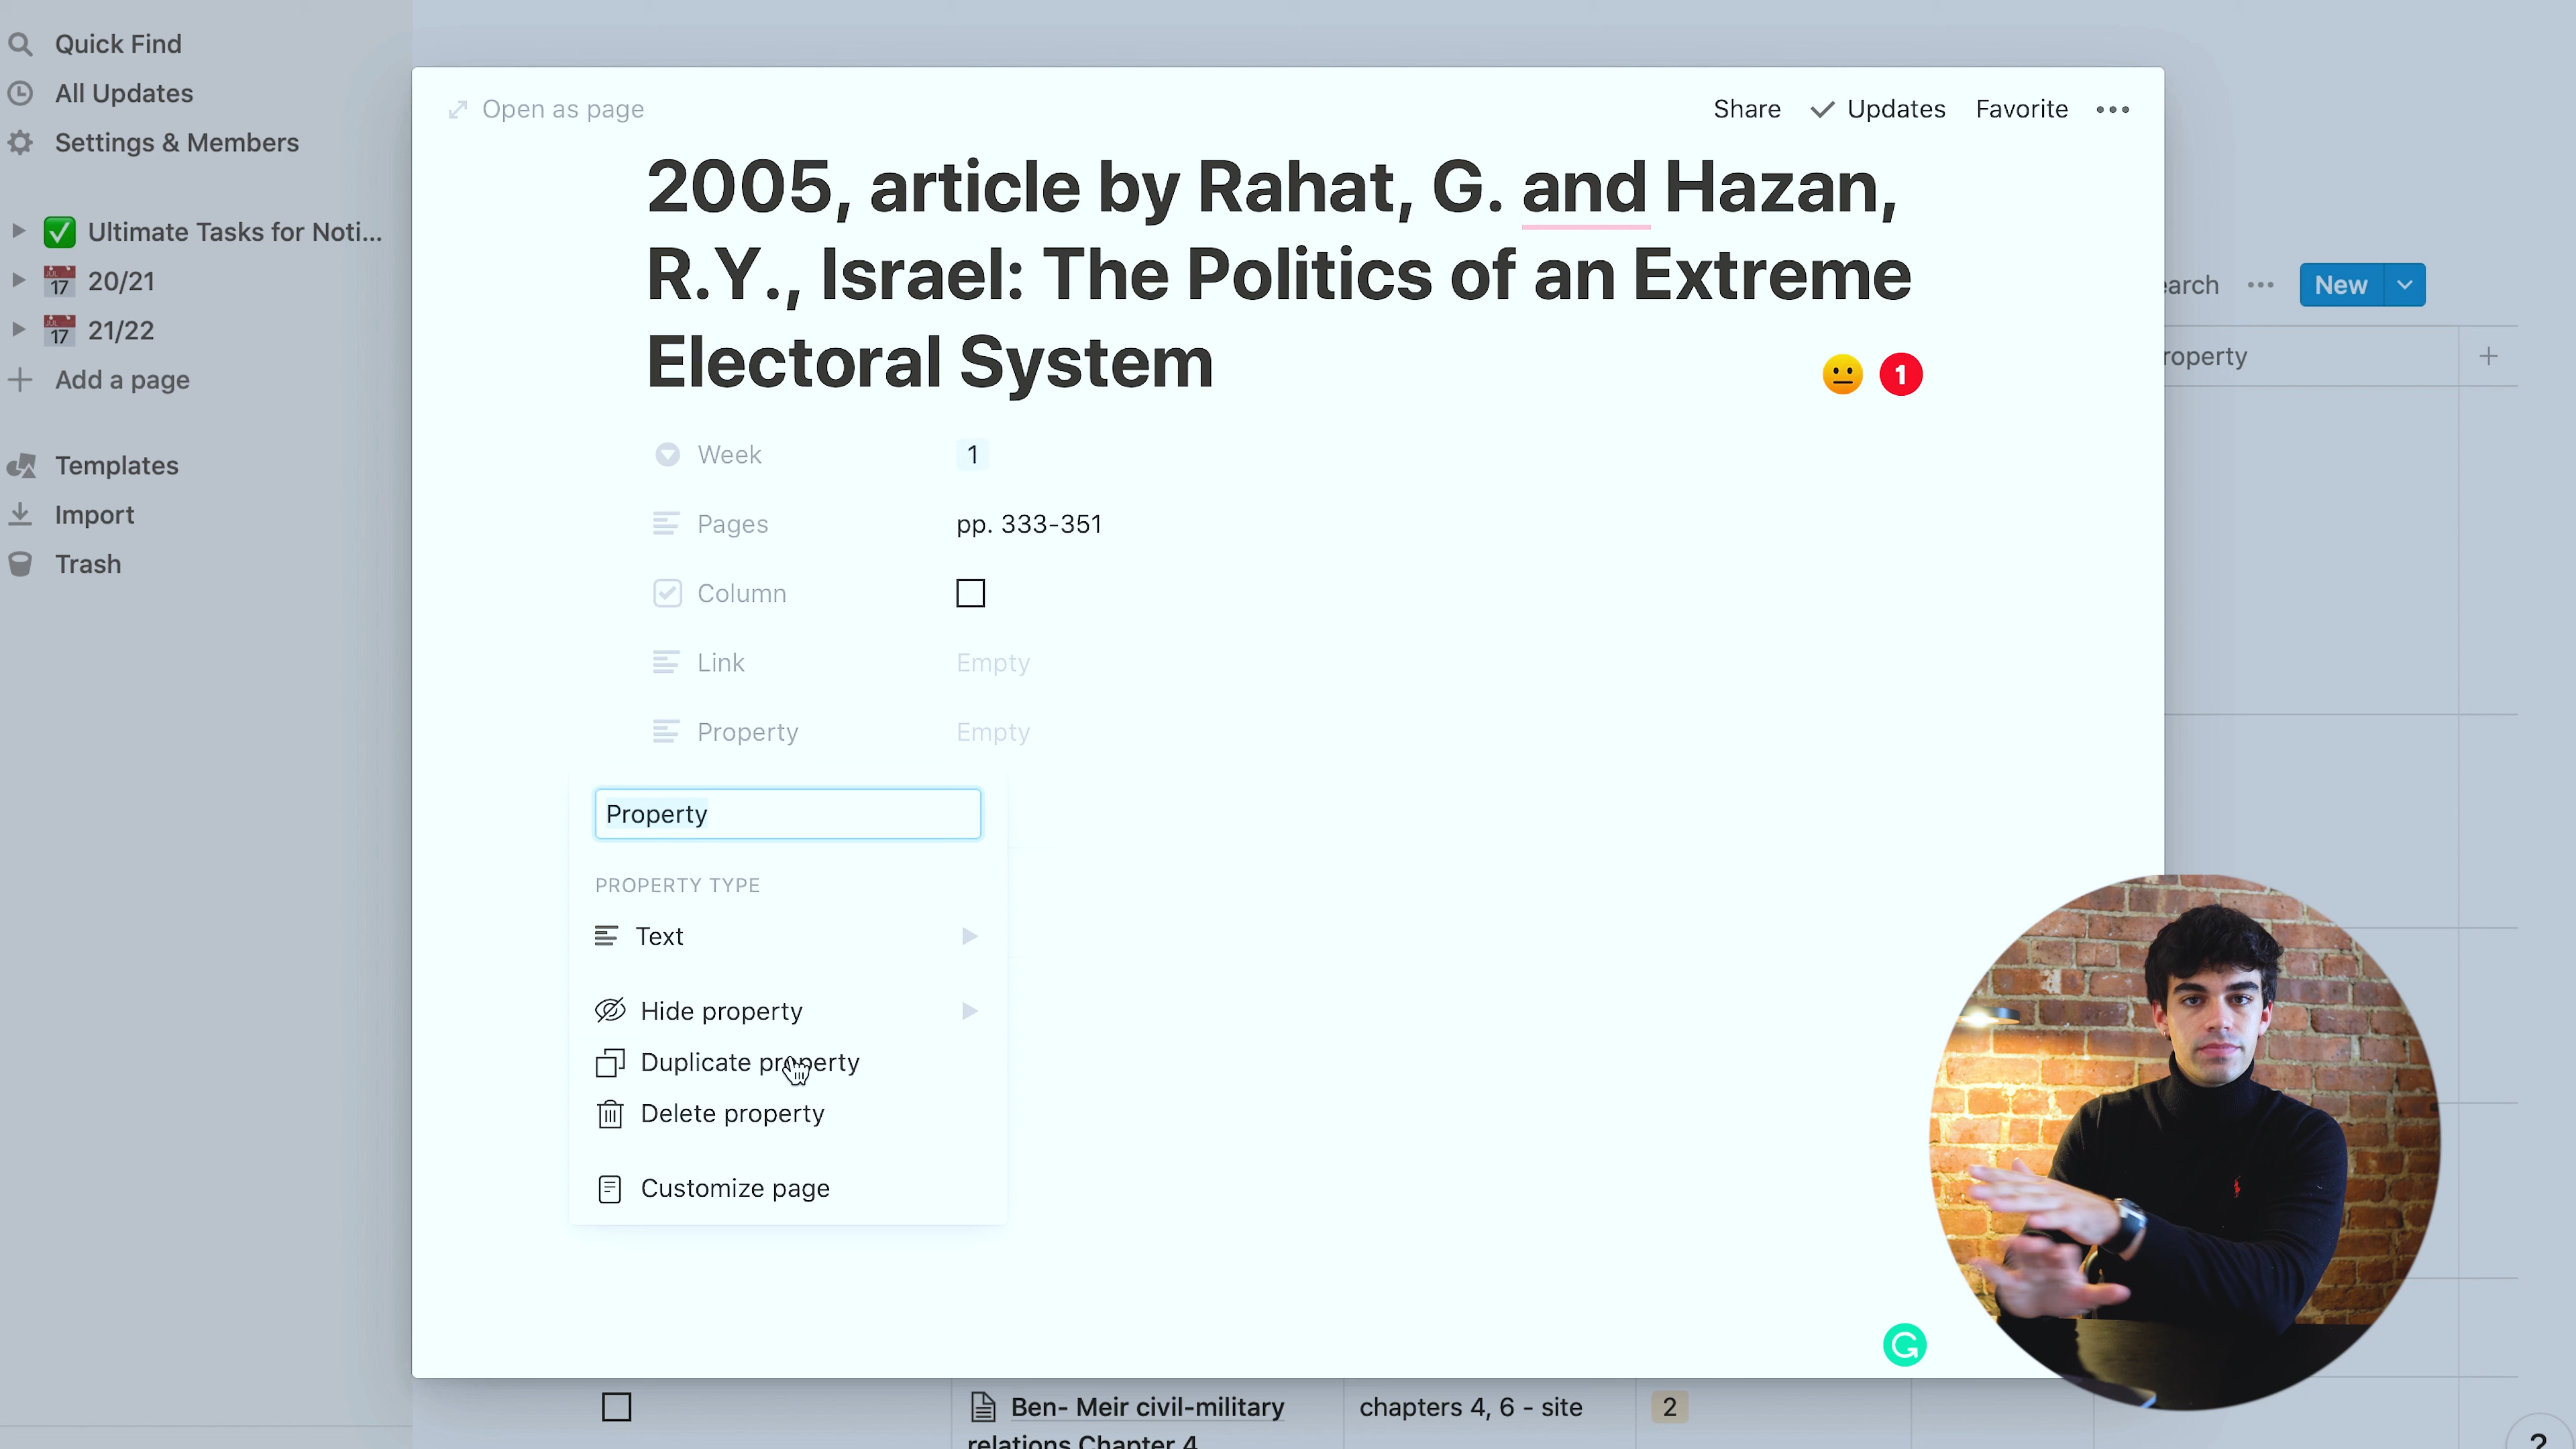 Quick Find
All Updates
Settings & Members
Ultimate Tasks for Noti...
17 20/21
17 21/22
Add a page
Templates
Import
Trash
Open as page
Share Updates Favorite
2005, article by Rahat, G. and Hazan,
R.Y., Israel: The Politics of an Extreme
Electoral System
1
Week 1
Pages pp. 333-351
Column
Link Empty
Property Empty
Property
PROPERTY TYPE
Text
Hide property
Duplicate property
Delete property
Customize page
earch ... New
roperty
Ben- Meir civil-military
relations Chapter 4
chapters 4, 6 - site
2
?